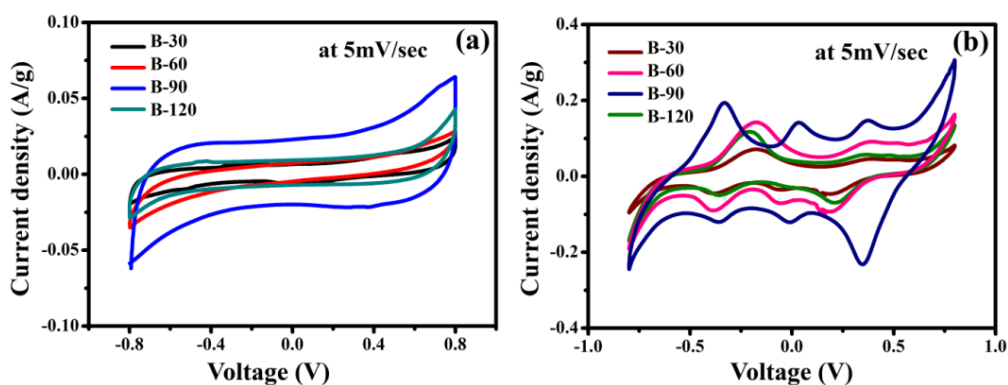 (a)
at 5mV/sec
B-30
B-60
B-90
B-120
Current density (A/g)
0.10
0.05
0.00
-0.05
-0.10
-0.8
-0.4
0.0
0.4
0.8
Voltage (V)
(b)
at 5mV/sec
B-30
B-60
B-90
B-120
Current density (A/g)
0.4
0.2
0.0
-0.2
-0.4
-1.0
-0.5
0.0
0.5
1.0
Voltage (V)